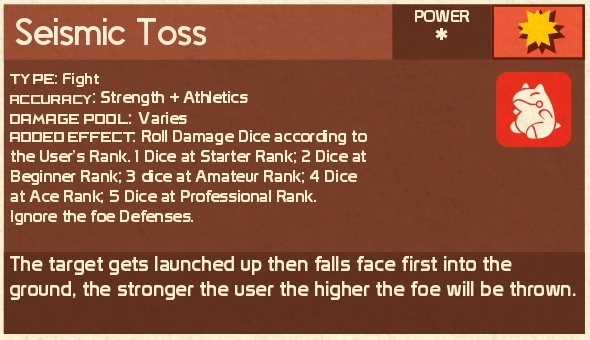 Seismic Toss
POWER
*
TYPE: Fight
ACCURACY: Strength + Athletics
DAMAGE POOL: Varies
ADDED EFFECT: Roll Damage Dice according to
the User's Rank. 1 Dice at Starter Rank; 2 Dice at
Beginner Rank; 3 dice at Amateur Rank; 4 Dice
at Ace Rank; 5 Dice at Professional Rank.
Ignore the foe Defenses.
The target gets launched up then falls face first into the
ground, the stronger the user the higher the foe will be thrown.